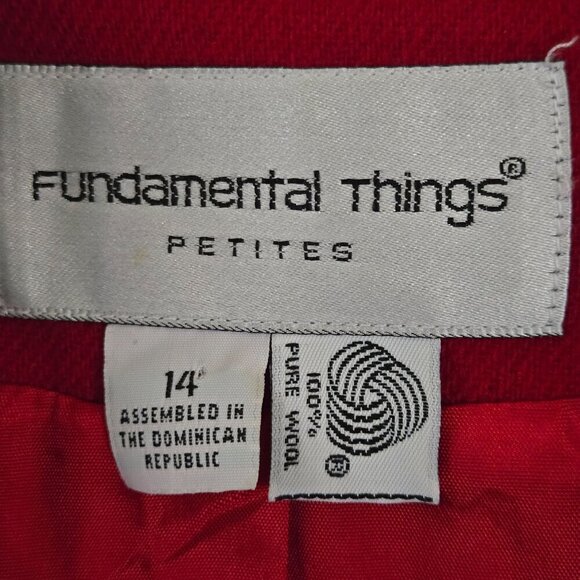 Fundamental Things®
PETITES
14
ASSEMBLED IN
THE DOMINICAN
REPUBLIC
100%
PURE WOOL
®